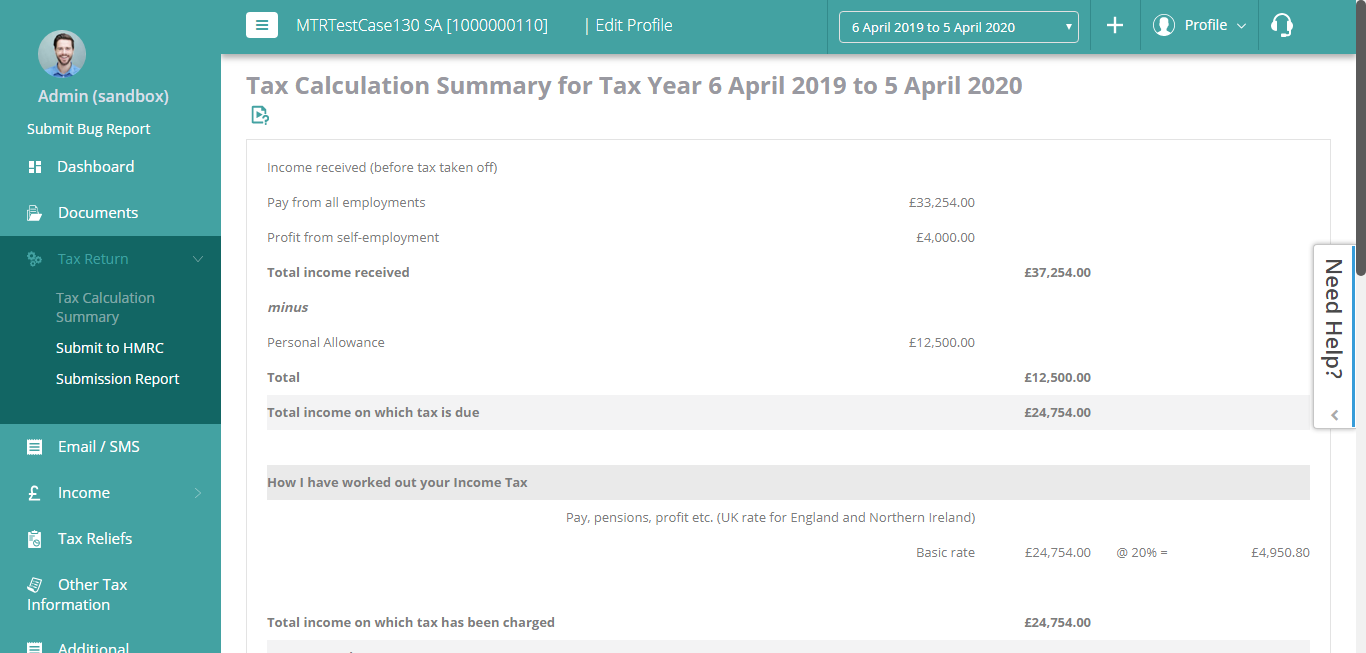 MTRTestCase130 SA [1000000110] | Edit Profile
6 April 2019 to 5 April 2020
Profile
Admin (sandbox)
Submit Bug Report
Dashboard
Documents
Tax Return
Tax Calculation
Summary
Submit to HMRC
Submission Report
Email / SMS
Income
Tax Reliefs
Other Tax
Information
Additional
Tax Calculation Summary for Tax Year 6 April 2019 to 5 April 2020
Income received (before tax taken off)
Pay from all employments £33,254.00
Profit from self-employment £4,000.00
Total income received £37,254.00
minus
Personal Allowance £12,500.00
Total £12,500.00
Total income on which tax is due £24,754.00
How I have worked out your Income Tax
Pay, pensions, profit etc. (UK rate for England and Northern Ireland)
Basic rate £24,754.00 @ 20% = £4,950.80
Total income on which tax has been charged £24,754.00
Need Help?